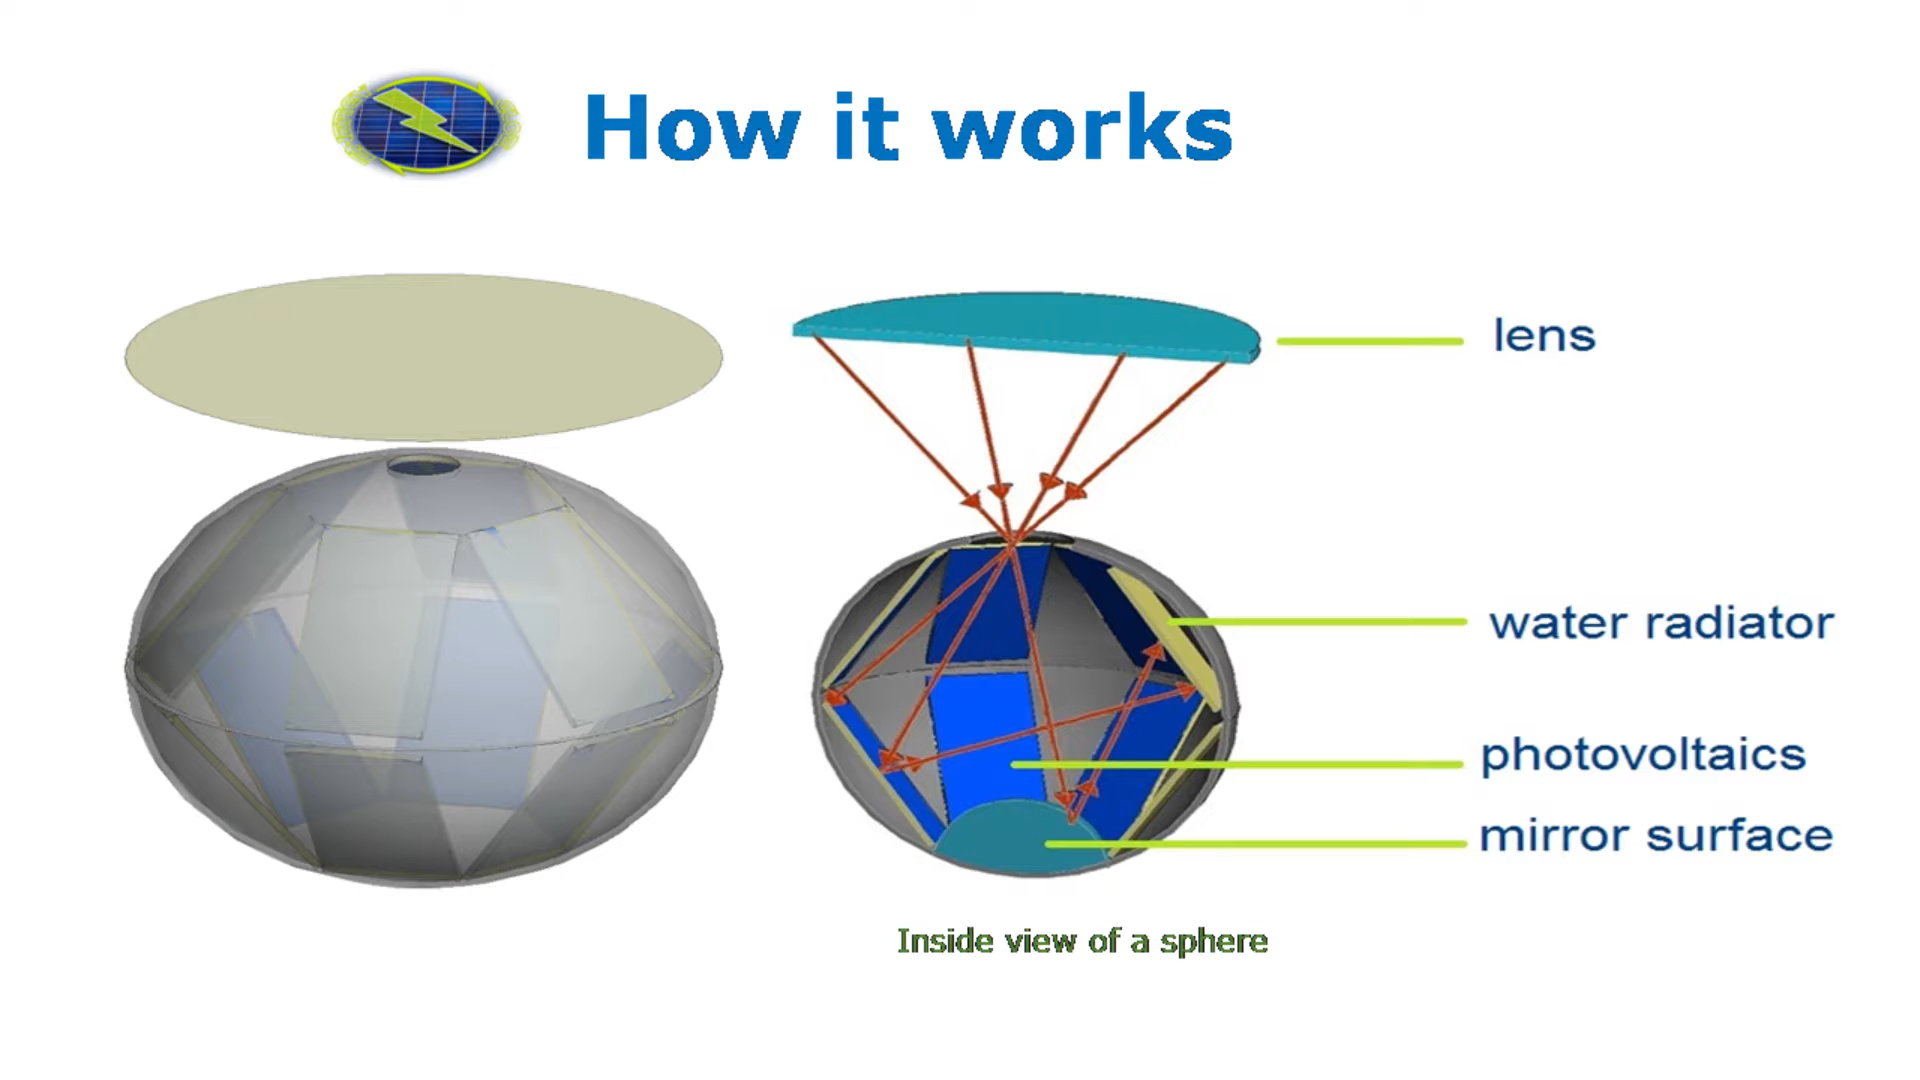 How it works
lens
water radiator
photovoltaics
mirror surface
Inside view of a sphere